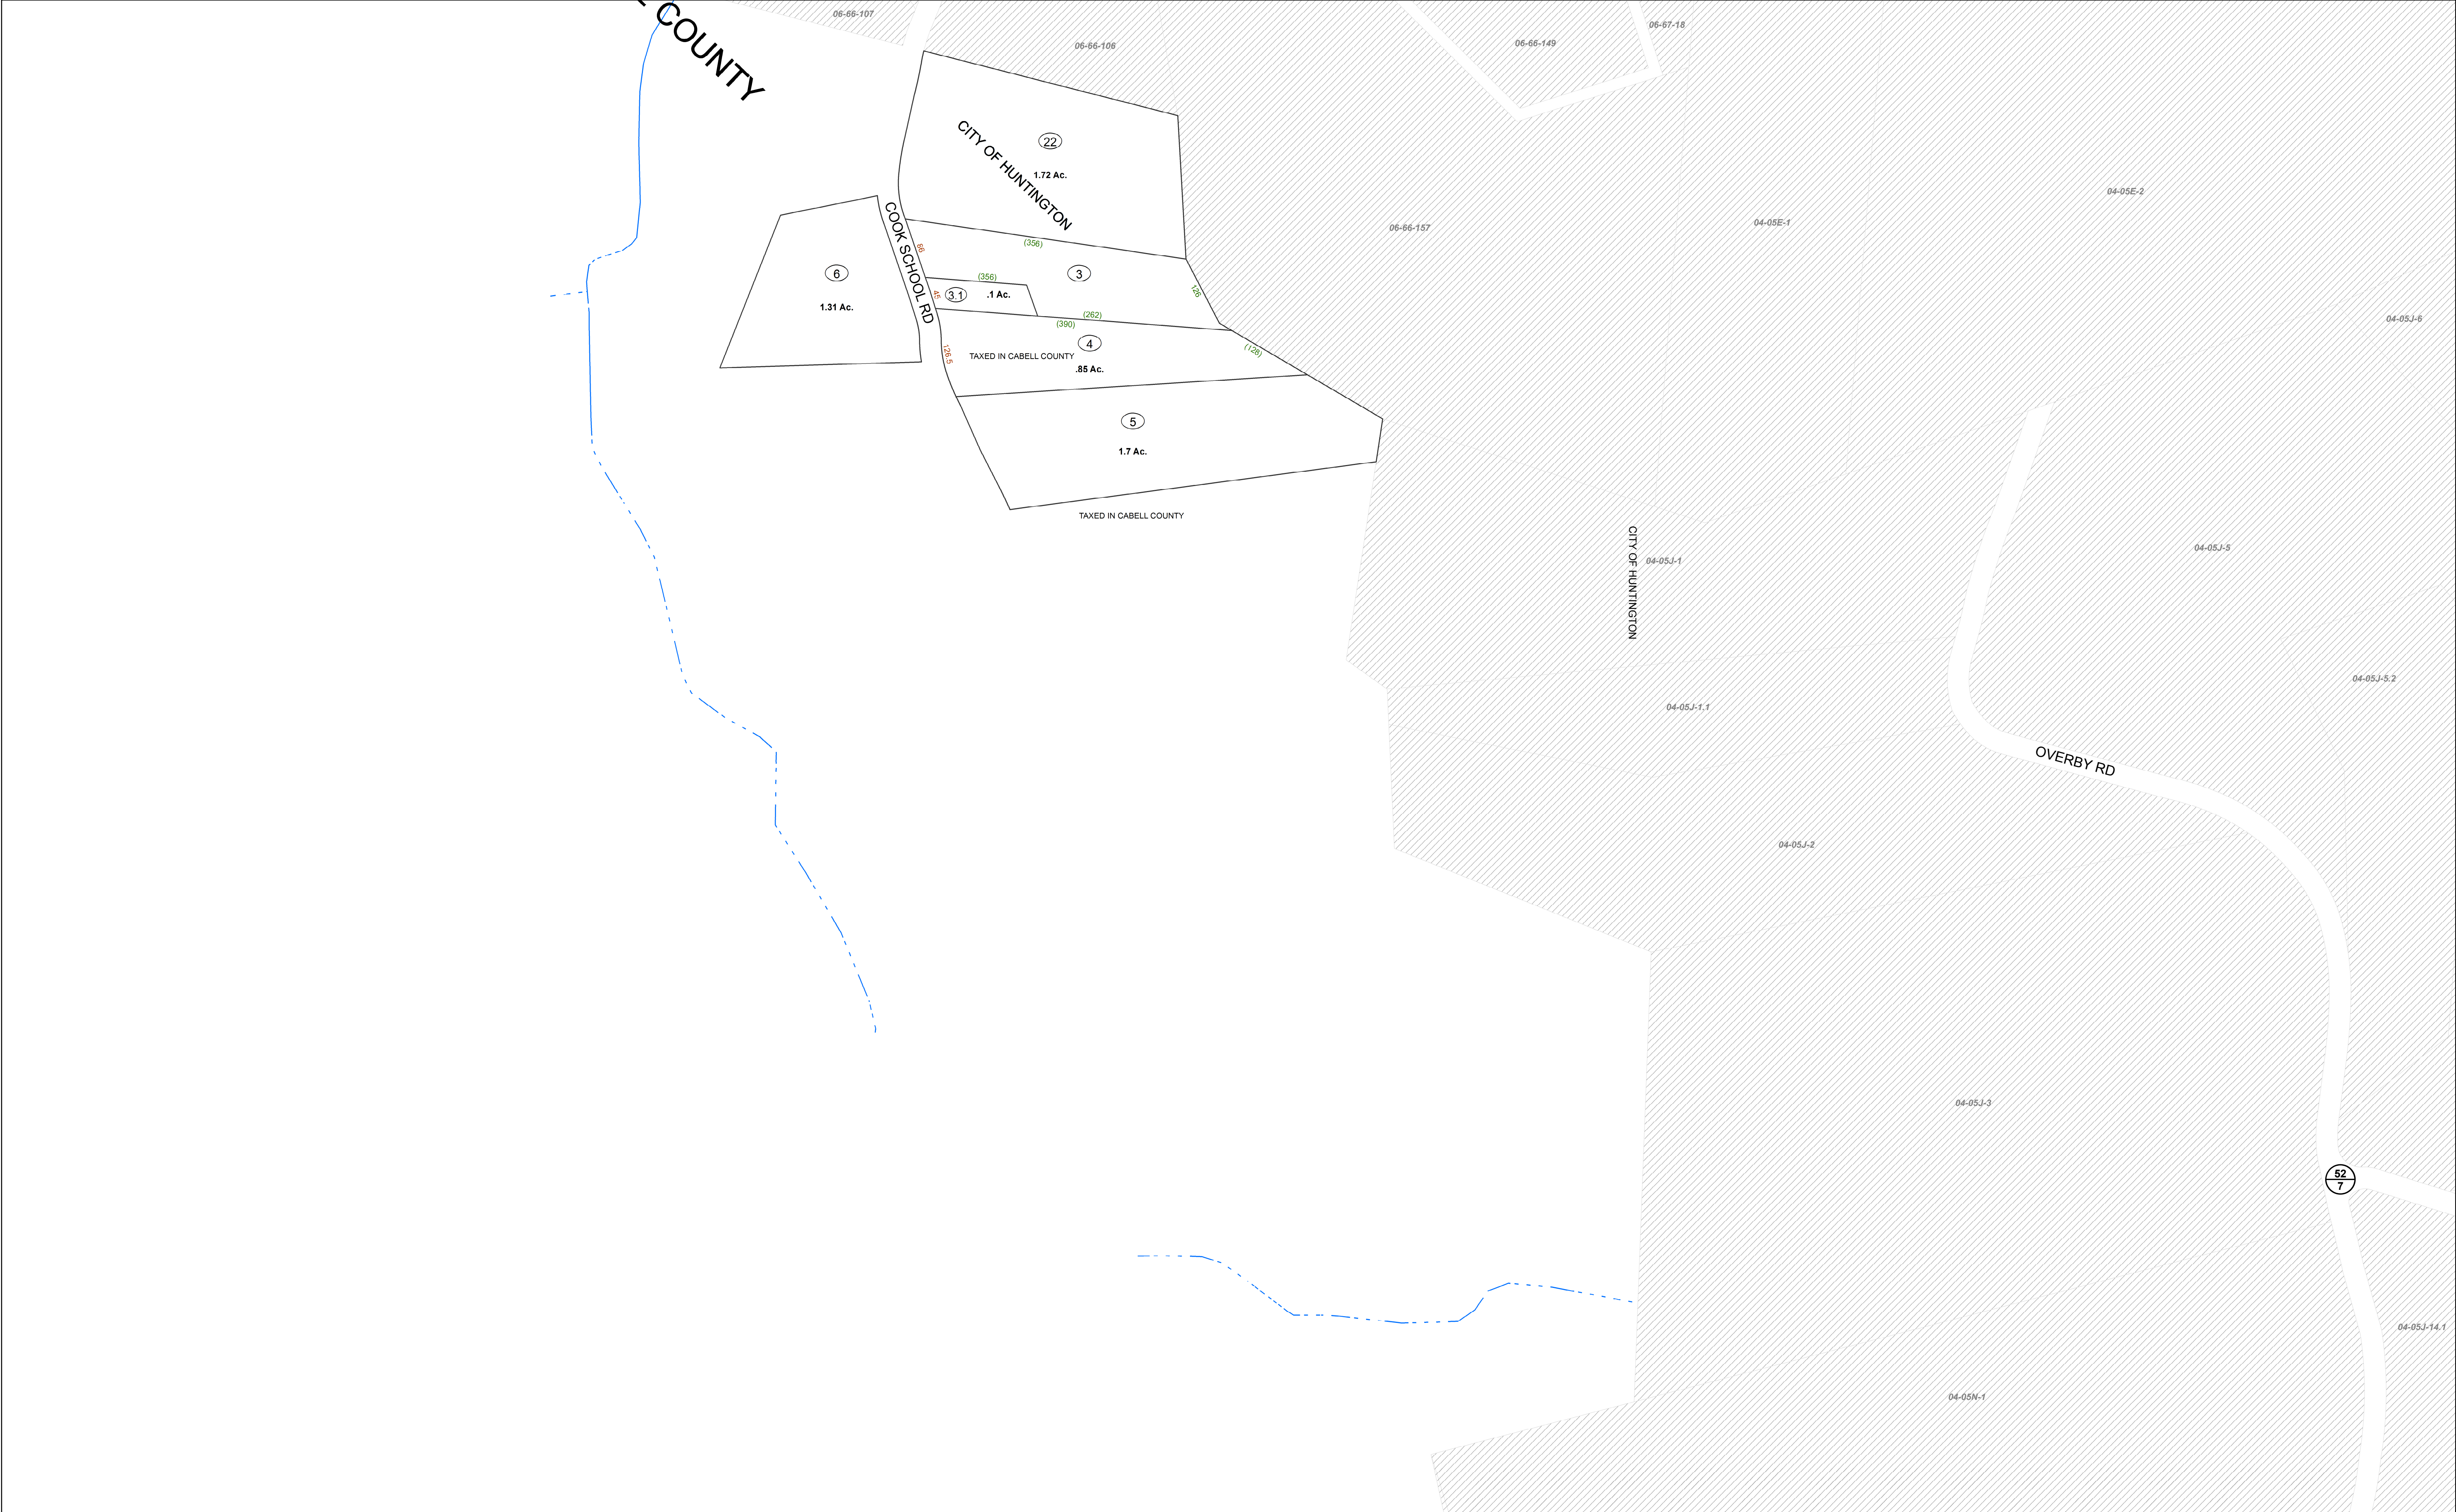 COUNTY
06-66-107
06-66-106
06-66-149
06-67-18
22
1.72 Ac.
CITY OF HUNTINGTON
04-05E-2
04-05E-1
06-66-157
COOK SCHOOL RD
66
(356)
6
1.31 Ac.
3
(356)
45
3.1
.1 Ac.
126
(262)
(390)
04-05J-6
4
126.5
TAXED IN CABELL COUNTY
(128)
.85 Ac.
5
1.7 Ac.
TAXED IN CABELL COUNTY
CITY OF HUNTINGTON
04-05J-1
04-05J-5
04-05J-5.2
04-05J-1.1
OVERBY RD
04-05J-2
04-05J-3
52
7
04-05J-14.1
04-05N-1